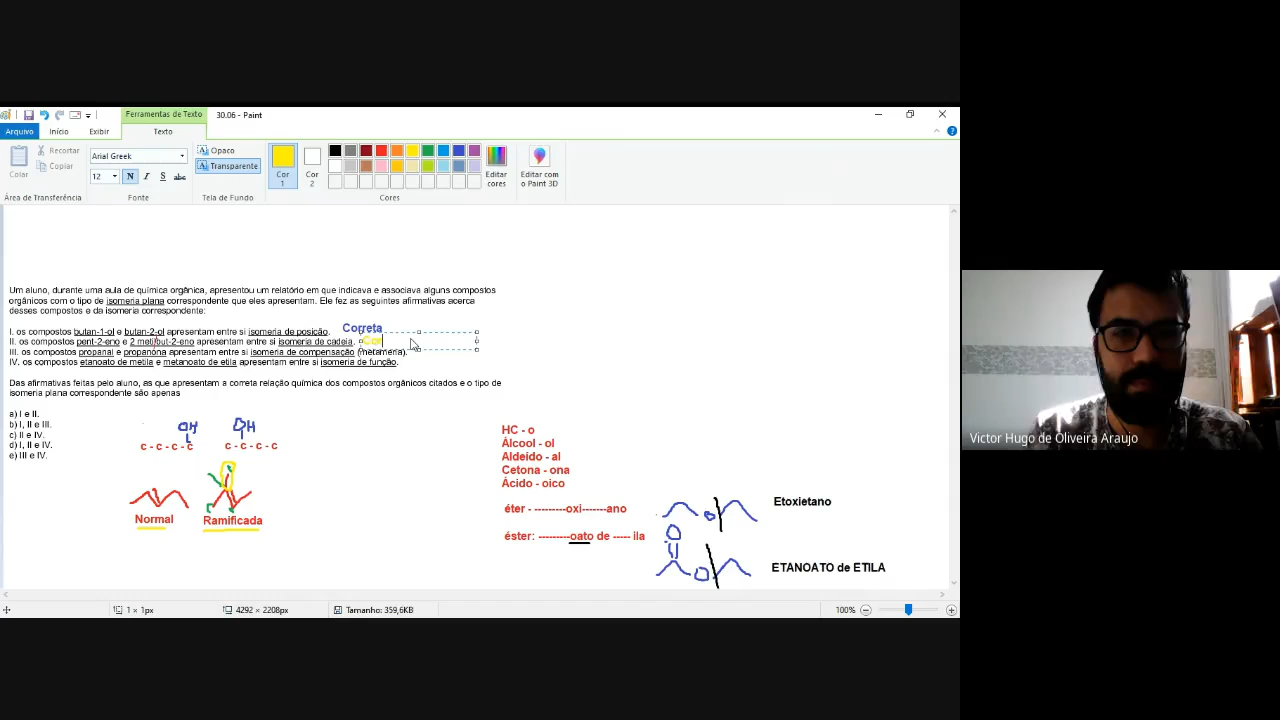 Ferramentas de Texto
30.06 - Paint
Arquivo
Início
Exibir
Texto
Colar
Recortar
Copiar
Arial Greek
12
N I S abc
Opaco
Transparente
Cor 1
Cor 2
Editar cores
Editar com o Paint 3D
Área de Transferência
Fonte
Tela de Fundo
Cores
Um aluno, durante uma aula de química orgânica, apresentou um relatório em que indicava e associava alguns compostos
orgânicos com o tipo de isomeria plana correspondente que eles apresentam. Ele fez as seguintes afirmativas acerca
desses compostos e da isomeria correspondente:
I. os compostos butan-1-ol e butan-2-ol apresentam entre si isomeria de posição. Correta
II. os compostos pent-2-eno e 2 metilbut-2-eno apresentam entre si isomeria de cadeia. Cor
III. os compostos propanal e propanona apresentam entre si isomeria de compensação (metameria).
IV. os compostos etanoato de metila e metanoato de etila apresentam entre si isomeria de função.
Das afirmativas feitas pelo aluno, as que apresentam a correta relação química dos compostos orgânicos citados e o tipo de
isomeria plana correspondente são apenas
a) I e II.
b) I, II e III.
c) II e IV.
d) I, II e IV.
e) III e IV.
OH OH
C - C - C - C C - C - C - C
Normal Ramificada
HC - o
Álcool - ol
Aldeído - al
Cetona - ona
Ácido - oico
éter - ---------oxi-------ano
éster: ---------oato de ----- ila
O
Etoxietano
O
O
ETANOATO de ETILA
1 × 1px
4292 × 2208px
Tamanho: 359,6KB
100%
Victor Hugo de Oliveira Araujo